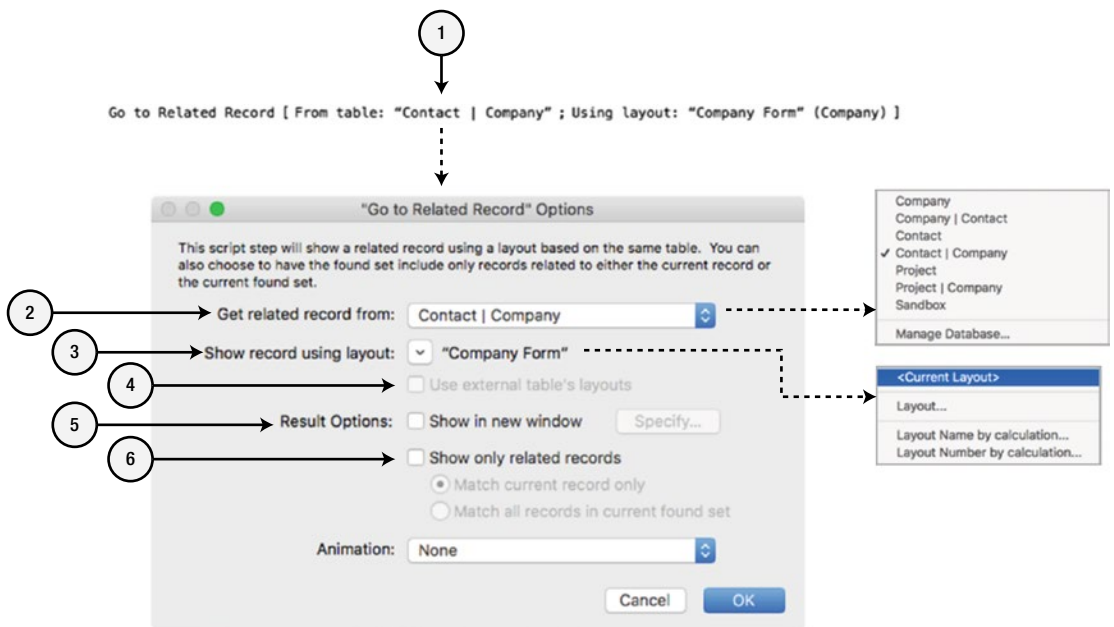 1
Go to Related Record [ From table: “Contact | Company” ; Using layout: “Company Form” (Company) ]
"Go to Related Record" Options
This script step will show a related record using a layout based on the same table. You can
also choose to have the found set include only records related to either the current record or
the current found set.
2
Get related record from:
Contact | Company
3
Show record using layout:
“Company Form”
4
Use external table's layouts
5
Result Options:
Show in new window
Specify...
6
Show only related records
Match current record only
Match all records in current found set
Animation:
None
Cancel
OK
Company
Company | Contact
Contact
✓ Contact | Company
Project
Project | Company
Sandbox
Manage Database...
<Current Layout>
Layout...
Layout Name by calculation...
Layout Number by calculation...